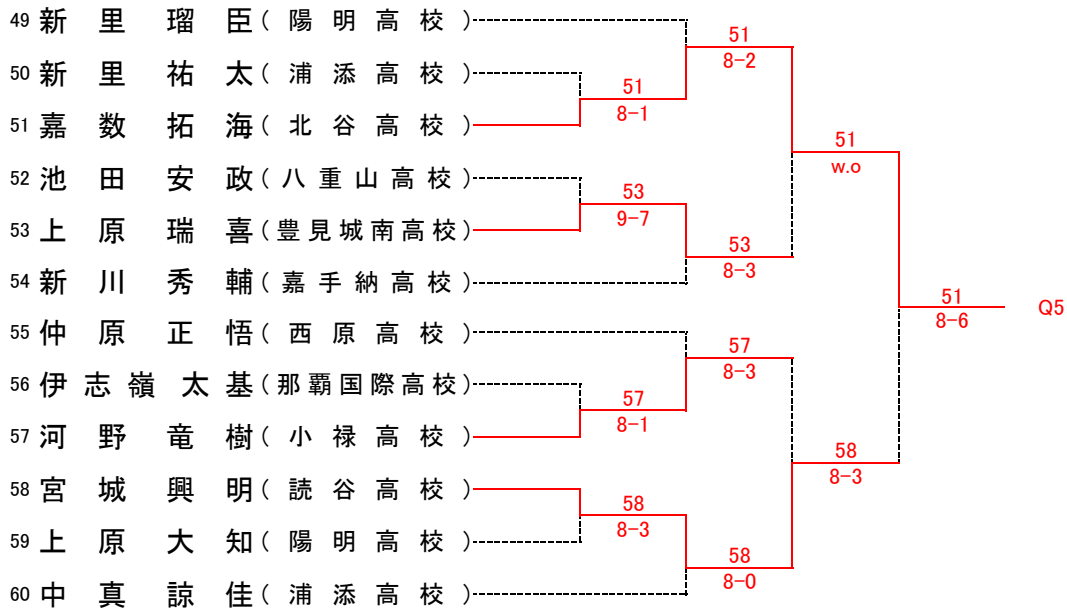 49 新里瑠臣(陽明高校)
51
8-2
50 新里祐太(浦添高校)
51
8-1
51 嘉数拓海(北谷高校)
51
w.o
52 池田安政(八重山高校)
53
9-7
53 上原瑞喜(豊見城南高校)
53
8-3
54 新川秀輔(嘉手納高校)
51
8-6
Q5
55 仲原正悟(西原高校)
57
8-3
56 伊志嶺太基(那覇国際高校)
57
8-1
57 河野竜樹(小禄高校)
58
8-3
58 宮城興明(読谷高校)
58
8-3
59 上原大知(陽明高校)
58
8-0
60 中真諒佳(浦添高校)